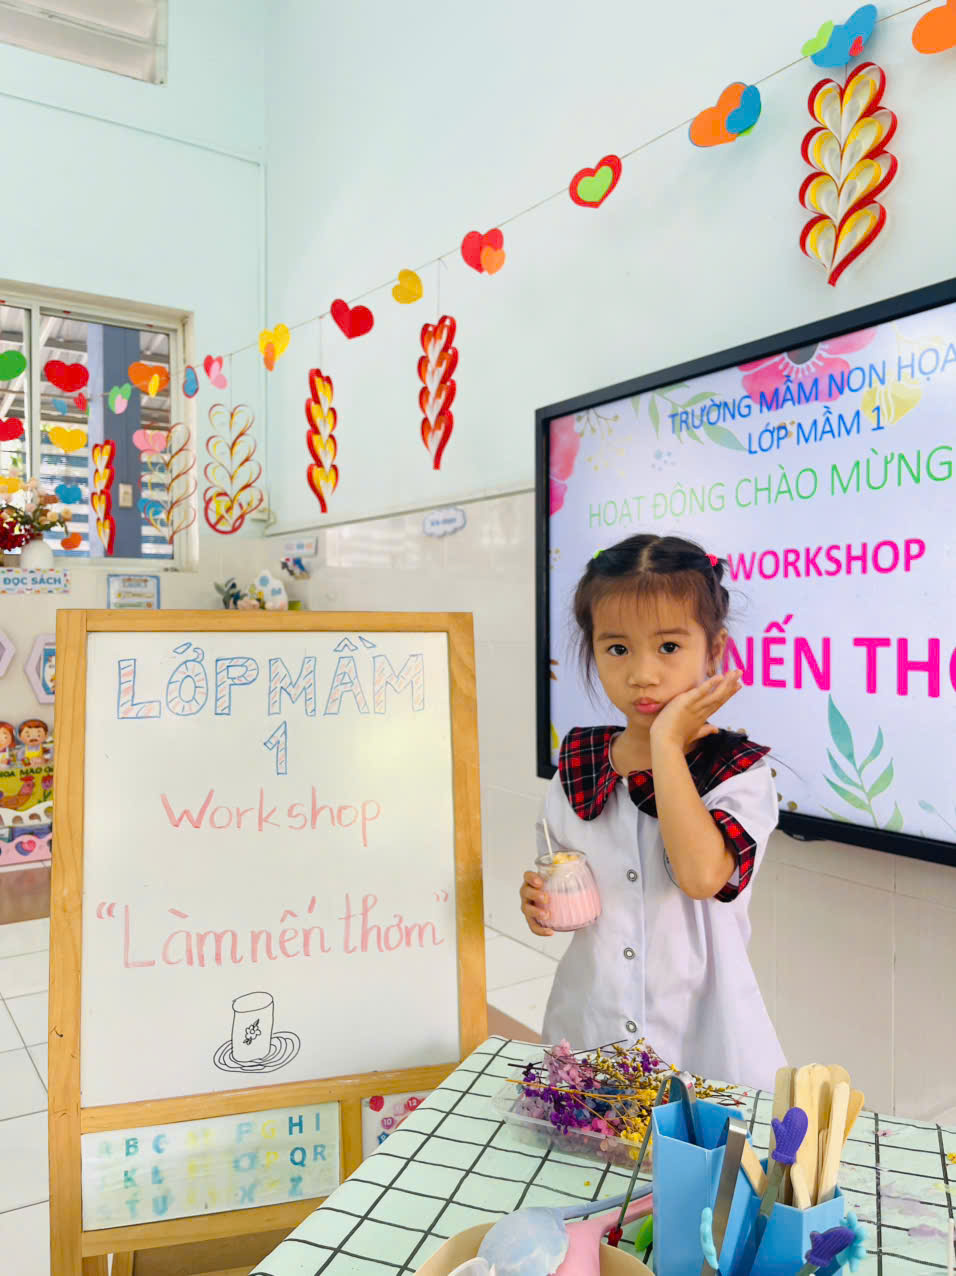 TRƯỜNG MẦM NON HỌA
LỚP MẦM 1
HOẠT ĐỘNG CHÀO MỪNG
WORKSHOP
NẾN THƠ
ĐỌC SÁCH
LỚP MẦM
1
Workshop
"Làm nến thơm"
A B C F G H I
K L O P Q R
T V X Z